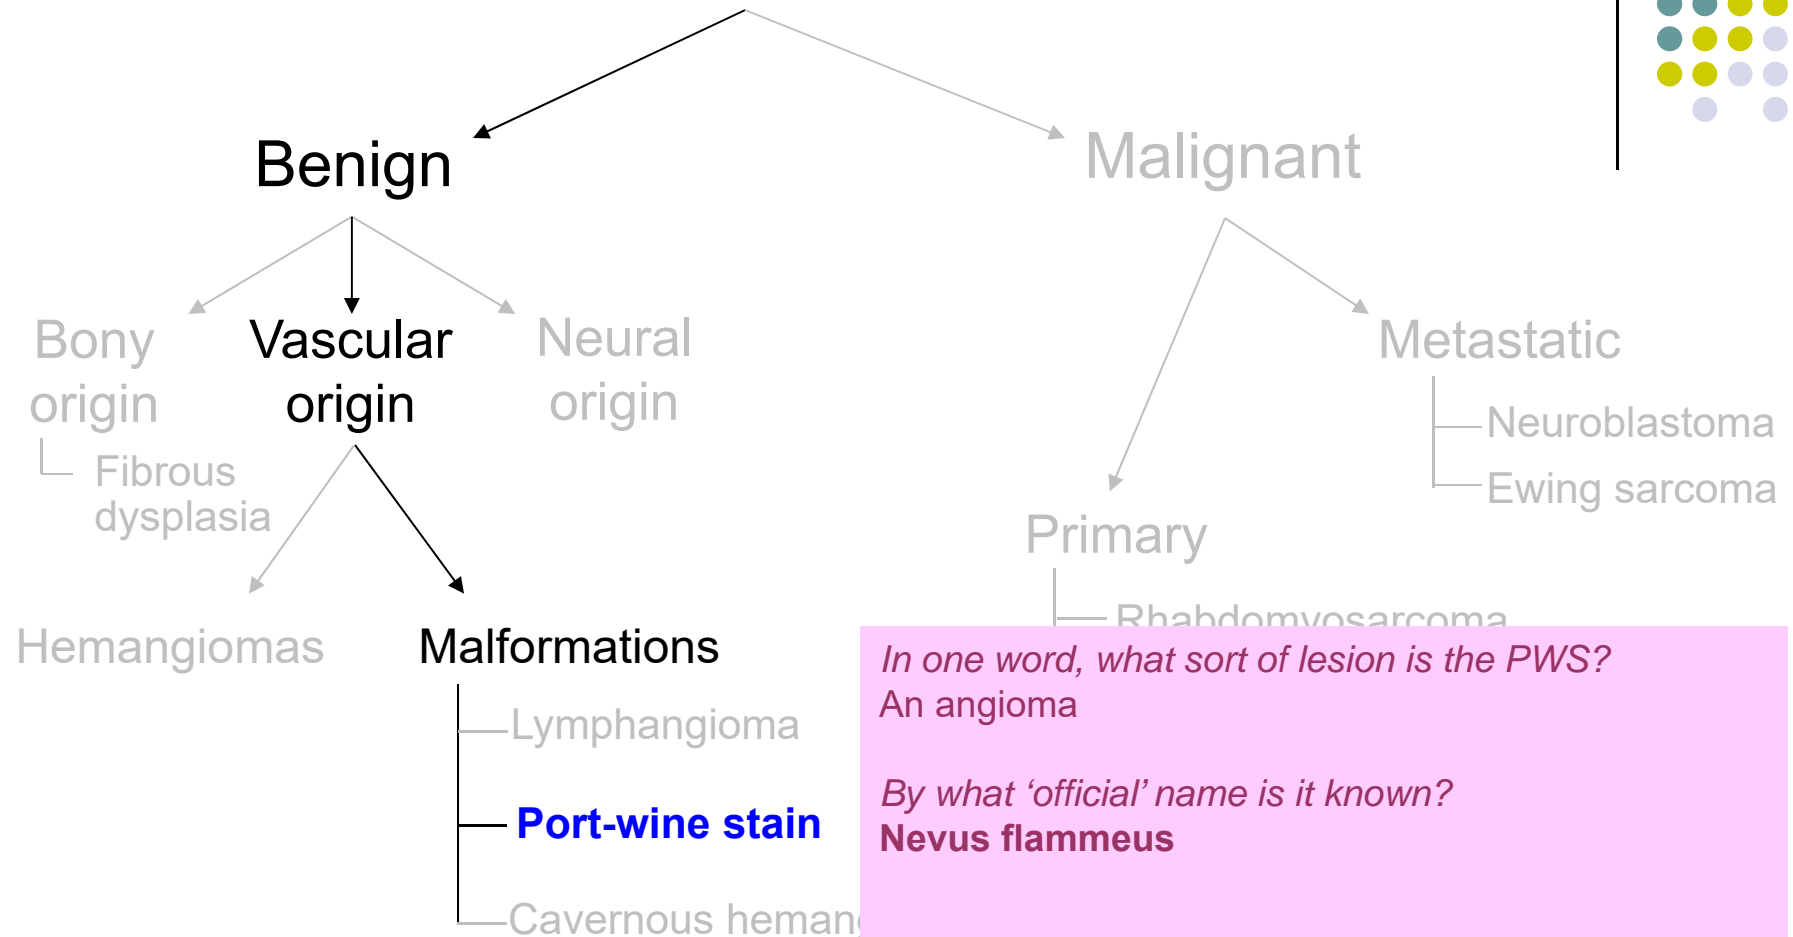 Benign
Malignant
Bony
origin
Vascular
origin
Neural
origin
Metastatic
Neuroblastoma
Ewing sarcoma
Fibrous
dysplasia
Primary
Rhabdomyosarcoma
Hemangiomas
Malformations
Lymphangioma
Port-wine stain
Cavernous heman
In one word, what sort of lesion is the PWS?
An angioma
By what ‘official’ name is it known?
Nevus flammeus